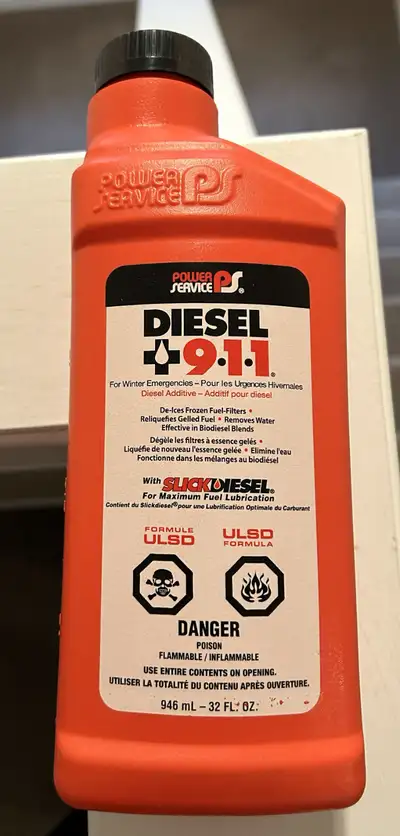 POWER
SERVICE PS
POWER
SERVICE PS®
DIESEL
9·1·1®
For Winter Emergencies – Pour les Urgences Hivernales
Diesel Additive – Additif pour diesel
De-Ices Frozen Fuel-Filters •
Reliquefies Gelled Fuel • Removes Water
Effective in Biodiesel Blends
Dégèle les filtres à essence gelés •
Liquéfie de nouveau l'essence gelée • Elimine l'eau
Fonctionne dans les mélanges au biodiésel
With SLICKDIESEL®
For Maximum Fuel Lubrication
Contient du Slickdiesel® pour une Lubrification Optimale du Carburant
FORMULE
ULSD
ULSD
FORMULA
DANGER
POISON
FLAMMABLE / INFLAMMABLE
USE ENTIRE CONTENTS ON OPENING.
UTILISER LA TOTALITÉ DU CONTENU APRÈS OUVERTURE.
946 mL – 32 FL. OZ.